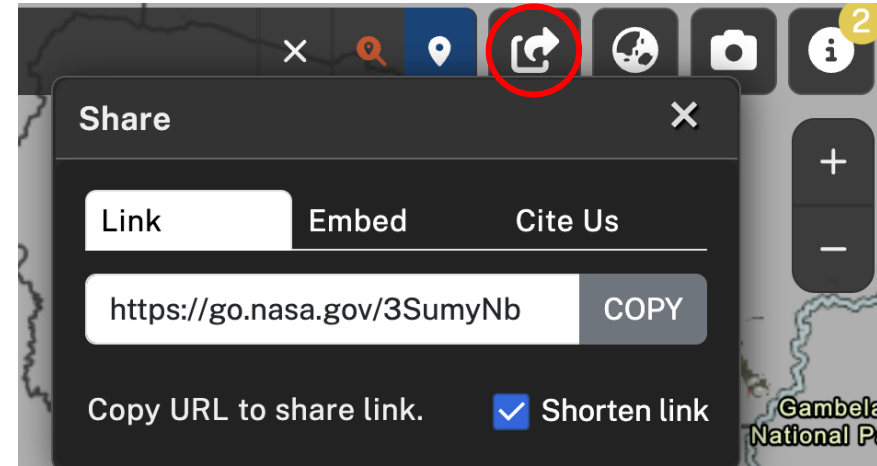 2
Share
Link Embed Cite Us
https://go.nasa.gov/3SumyNb COPY
Copy URL to share link. Shorten link
Gambela
National